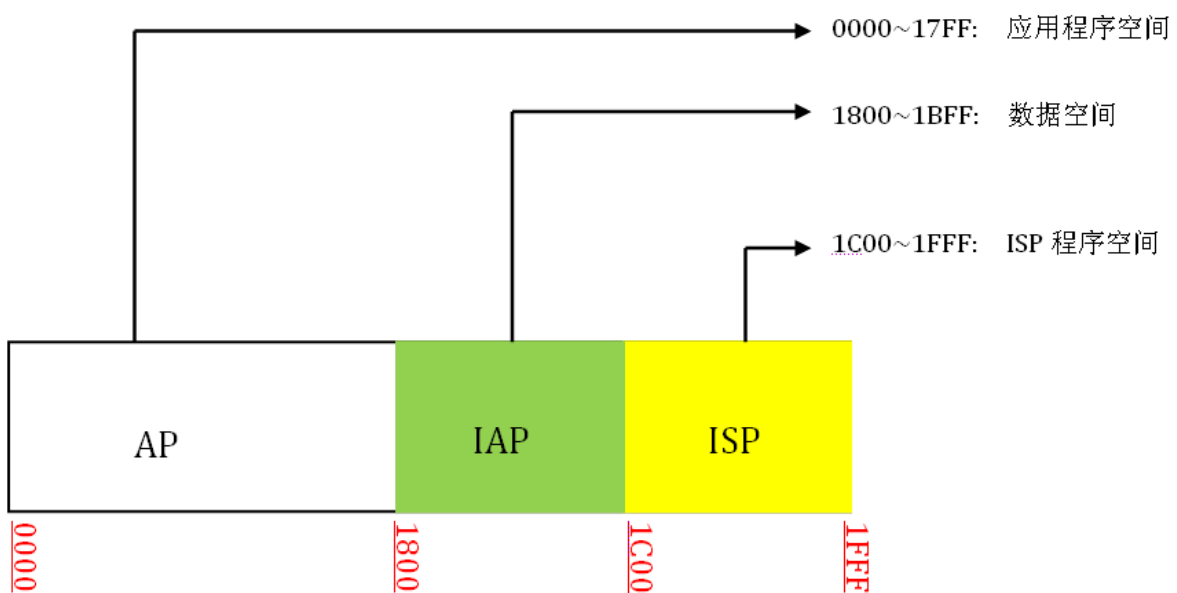 0000~17FF: 应用程序空间
1800~1BFF: 数据空间
1C00~1FFF: ISP 程序空间
AP
IAP
ISP
0000
1800
1C00
1FFF